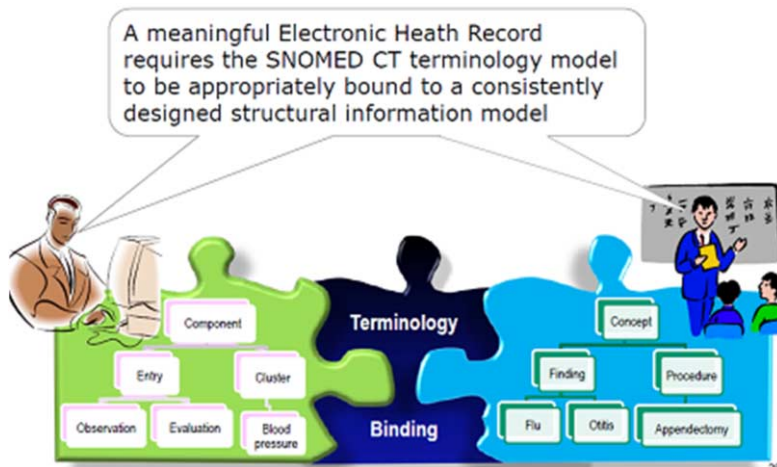 A meaningful Electronic Heath Record
requires the SNOMED CT terminology model
to be appropriately bound to a consistently
designed structural information model
Component
Entry
Cluster
Observation
Evaluation
Blood
pressure
Terminology
Binding
Concept
Finding
Procedure
Flu
Otitis
Appendectomy